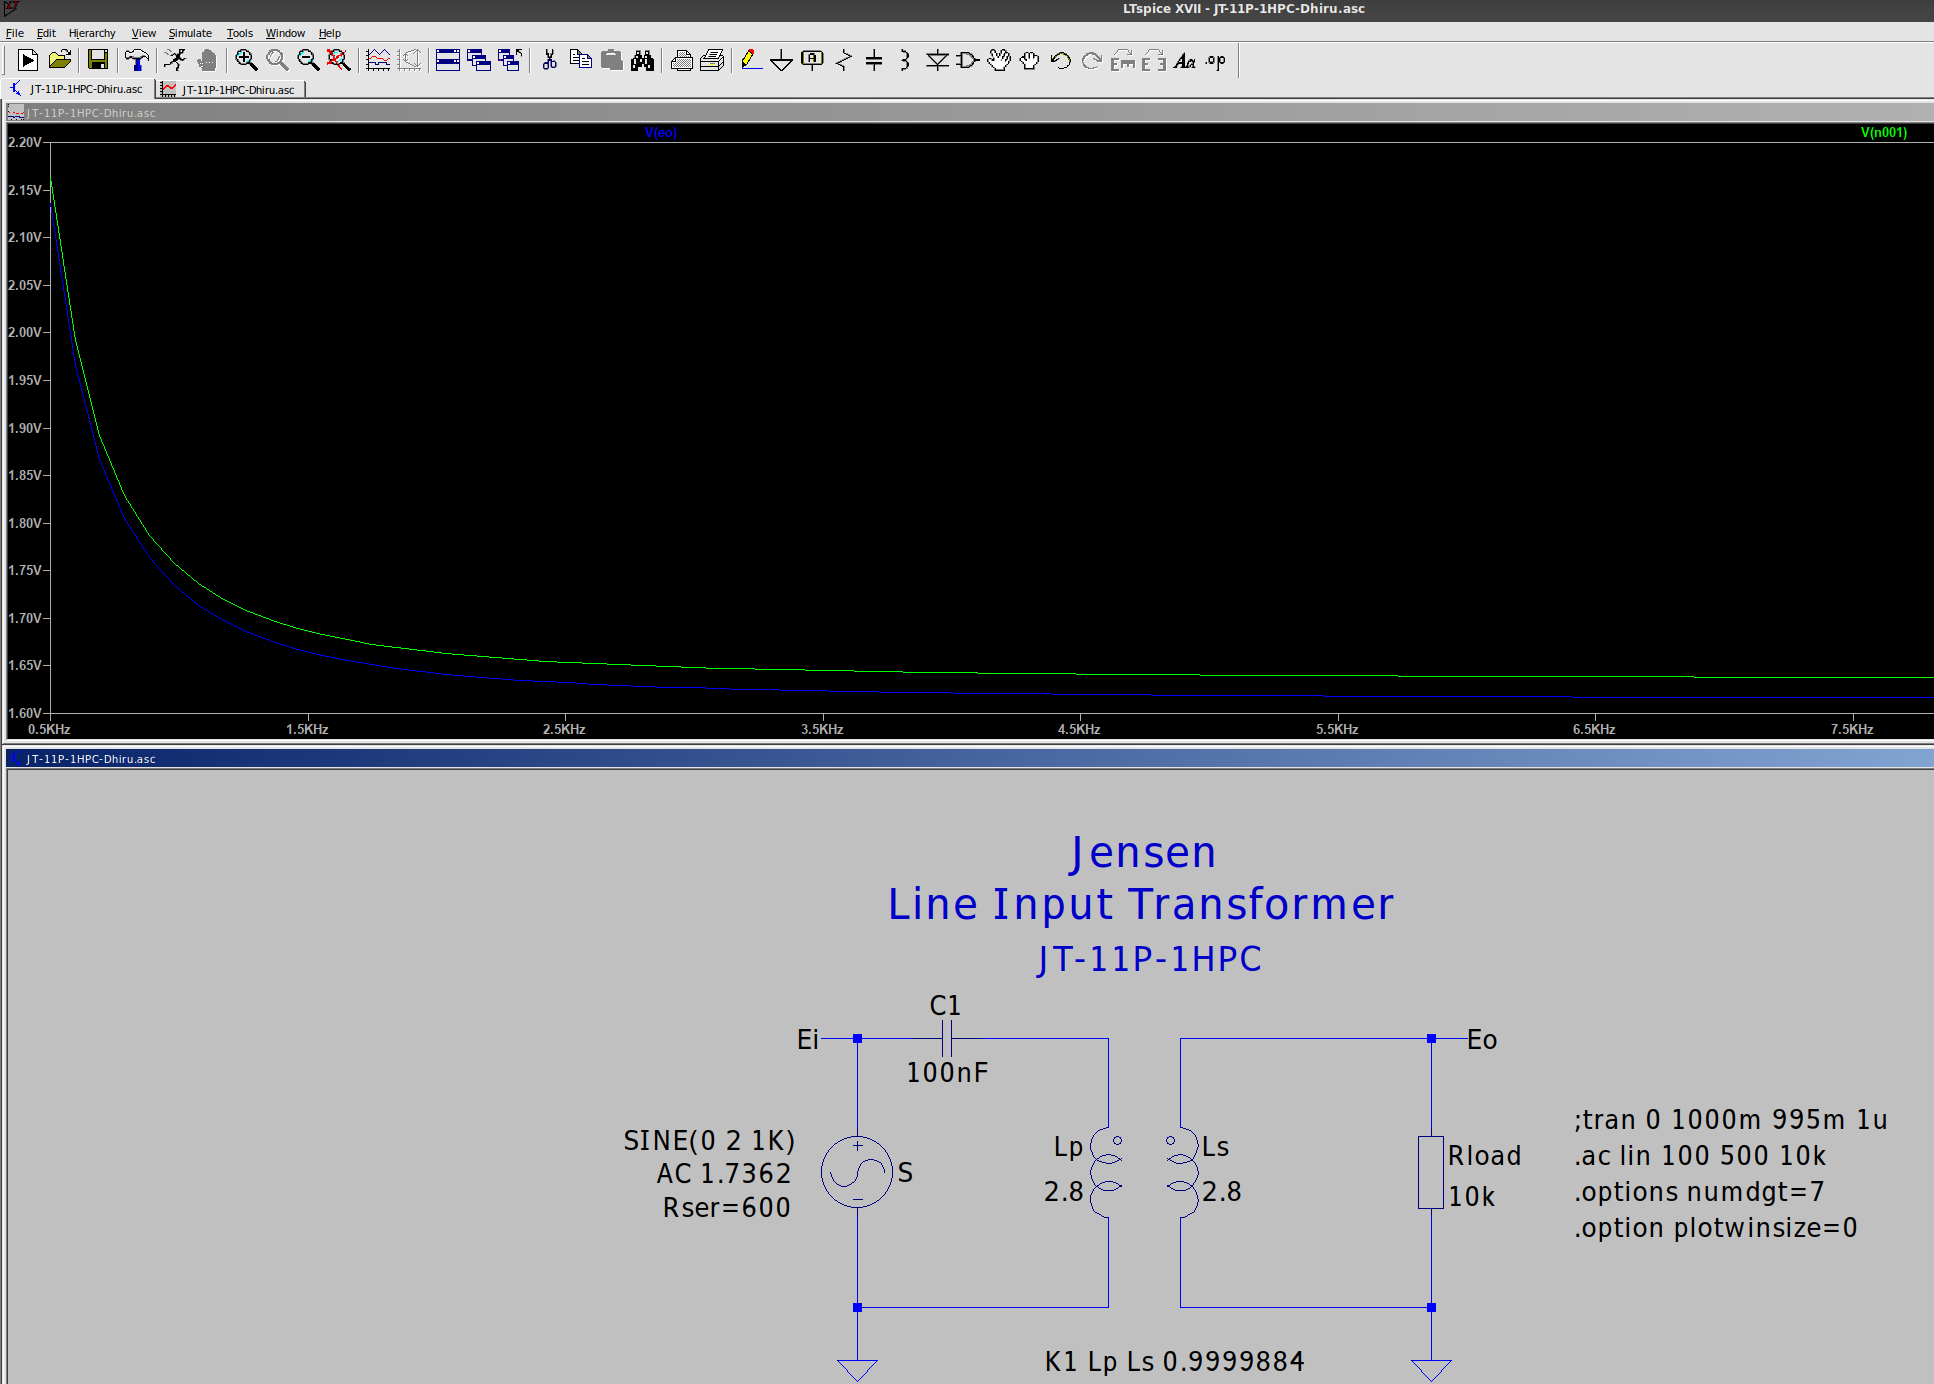 LTspice XVII - JT-11P-1HPC-Dhiru.asc
File Edit Hierarchy View Simulate Tools Window Help
JT-11P-1HPC-Dhiru.asc JT-11P-1HPC-Dhiru.asc
JT-11P-1HPC-Dhiru.asc
V(eo) V(n001)
2.20V
2.15V
2.10V
2.05V
2.00V
1.95V
1.90V
1.85V
1.80V
1.75V
1.70V
1.65V
1.60V
0.5KHz 1.5KHz 2.5KHz 3.5KHz 4.5KHz 5.5KHz 6.5KHz 7.5KHz
JT-11P-1HPC-Dhiru.asc
Jensen
Line Input Transformer
JT-11P-1HPC
C1
Ei
Eo
100nF
SINE(0 2 1K)
AC 1.7362
Rser=600
S
Lp
2.8
Ls
2.8
Rload
10k
;tran 0 1000m 995m 1u
.ac lin 100 500 10k
.options numdgt=7
.option plotwinsize=0
K1 Lp Ls 0.9999884